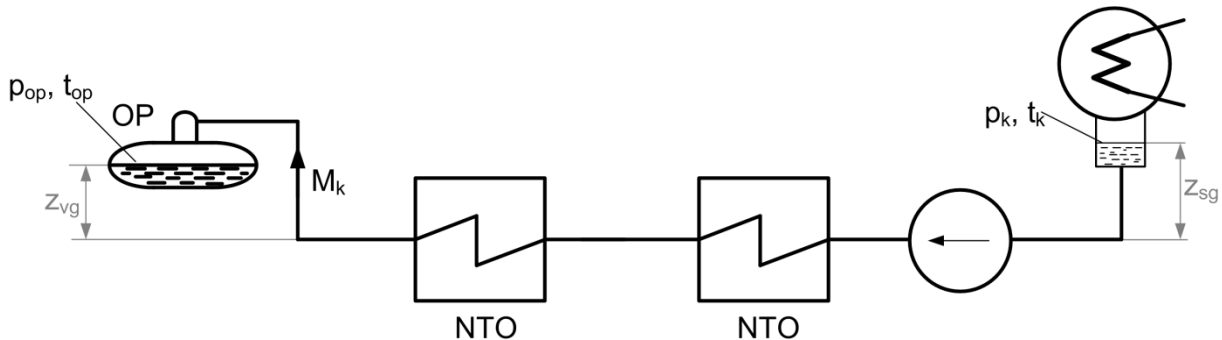 p_op, t_op
OP
p_k, t_k
z_vg
M_k
z_sg
NTO
NTO